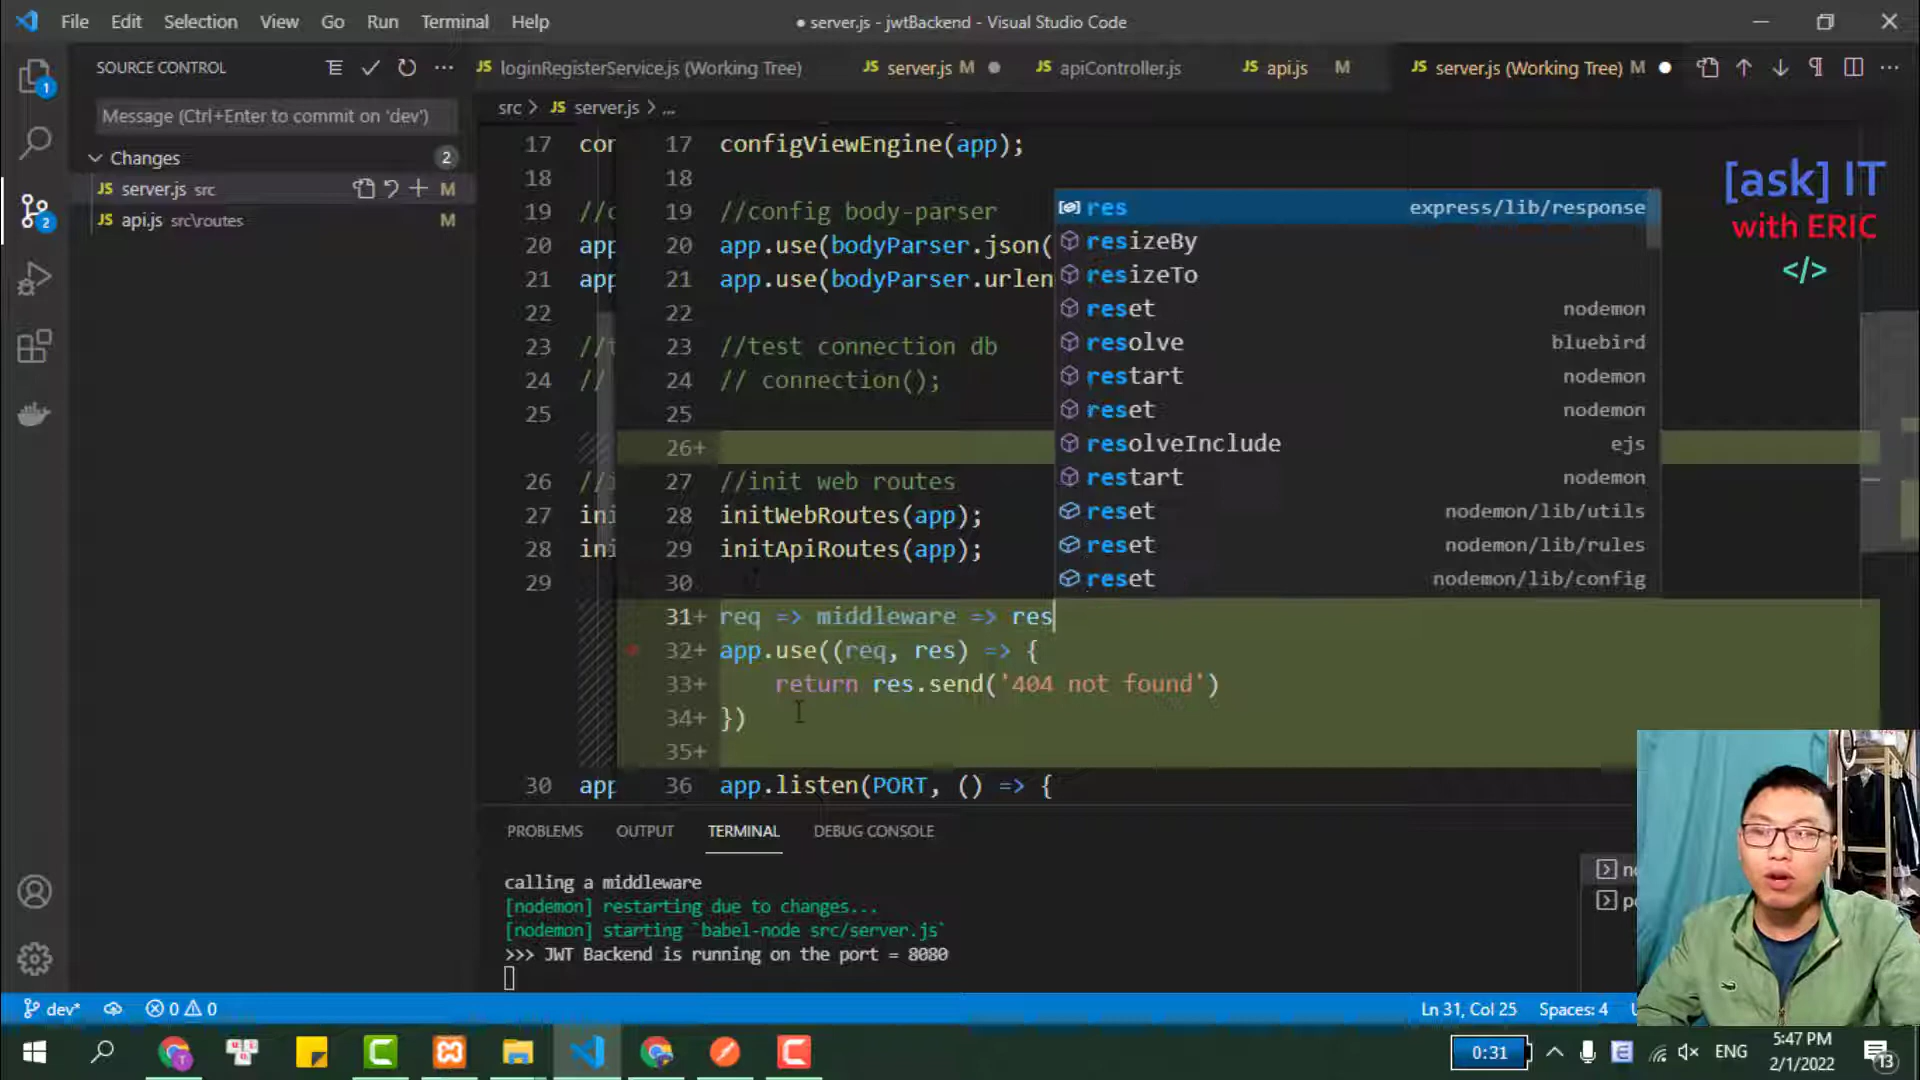 File Edit Selection View Go Run Terminal Help
● server.js - jwtBackend - Visual Studio Code
SOURCE CONTROL
JS loginRegisterService.js (Working Tree)
JS server.js M
JS apiController.js
JS api.js M
JS server.js (Working Tree) M
Message (Ctrl+Enter to commit on 'dev')
src > JS server.js > ...
Changes 2
JS server.js src M
JS api.js src\routes M
1
2
17 con 17 configViewEngine(app);
18 18
19 //c 19 //config body-parser
20 app 20 app.use(bodyParser.json(
21 app 21 app.use(bodyParser.urlen
22 22
23 //t 23 //test connection db
24 // 24 // connection();
25 25
26+
26 //i 27 //init web routes
27 ini 28 initWebRoutes(app);
28 ini 29 initApiRoutes(app);
29 30
31+ req => middleware => res
32+ app.use((req, res) => {
33+ return res.send('404 not found')
34+ })
35+
30 app 36 app.listen(PORT, () => {
res express/lib/response
resizeBy
resizeTo
reset nodemon
resolve bluebird
restart nodemon
reset nodemon
resolveInclude ejs
restart nodemon
reset nodemon/lib/utils
reset nodemon/lib/rules
reset nodemon/lib/config
[ask] IT
with ERIC
</>
PROBLEMS OUTPUT TERMINAL DEBUG CONSOLE
calling a middleware
[nodemon] restarting due to changes...
[nodemon] starting `babel-node src/server.js`
>>> JWT Backend is running on the port = 8080
dev* 0 0
Ln 31, Col 25 Spaces: 4
0:31
ENG
5:47 PM
2/1/2022
13